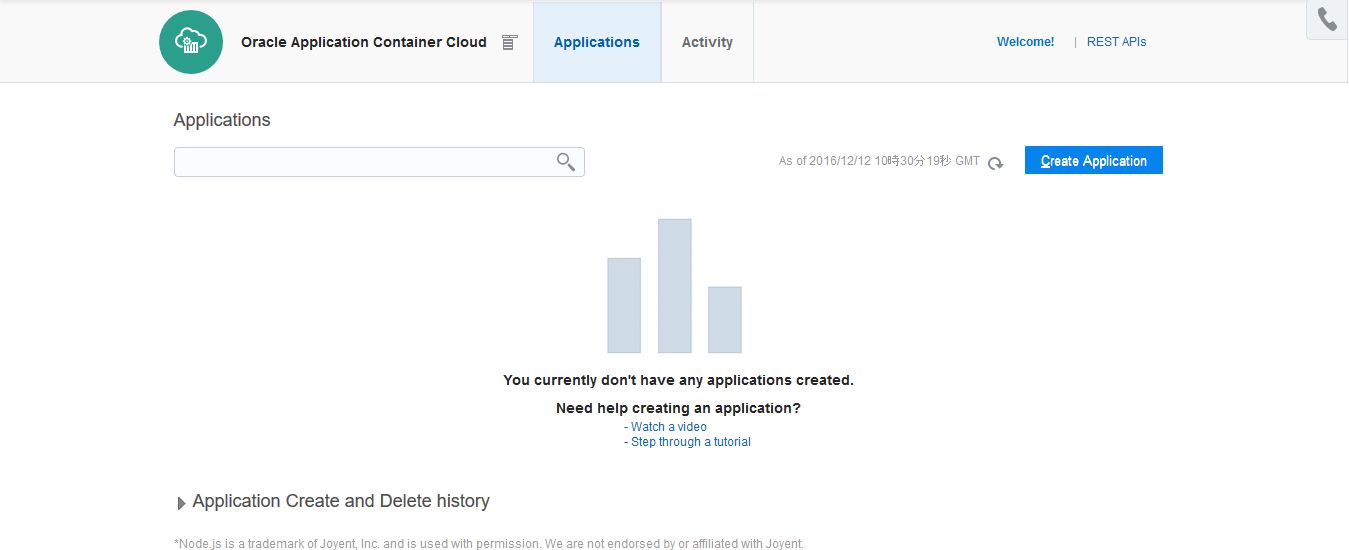 Oracle Application Container Cloud
Applications
Activity
Welcome!
| REST APIs
Applications
As of 2016/12/12 10時30分19秒 GMT
Create Application
You currently don't have any applications created.
Need help creating an application?
- Watch a video
- Step through a tutorial
Application Create and Delete history
*Node.js is a trademark of Joyent, Inc. and is used with permission. We are not endorsed by or affiliated with Joyent.